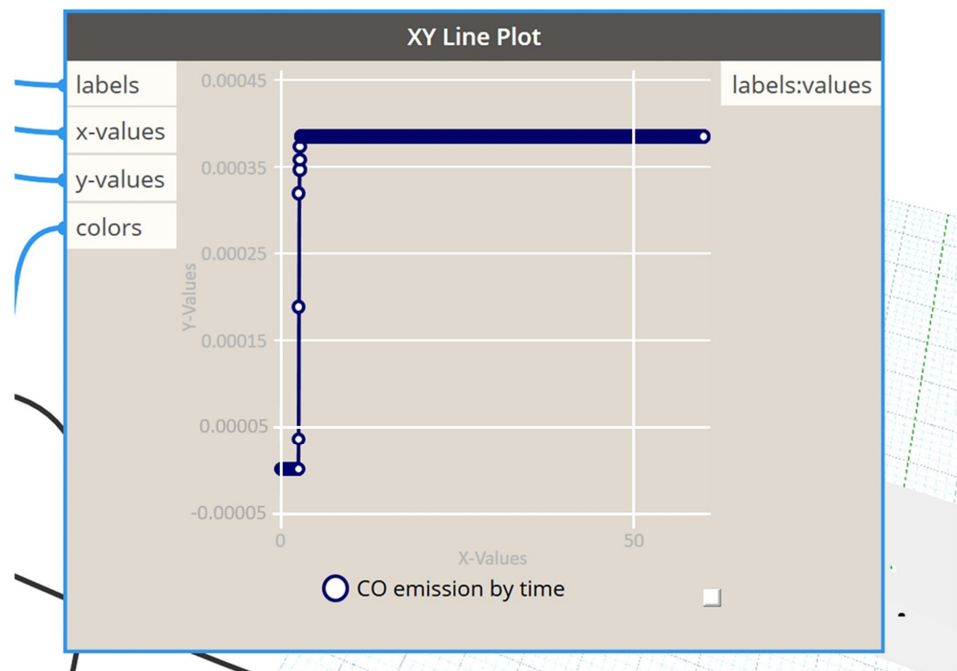 XY Line Plot
labels
x-values
y-values
colors
labels:values
0.00045
0.00035
0.00025
0.00015
0.00005
-0.00005
Y-Values
0
50
X-Values
CO emission by time